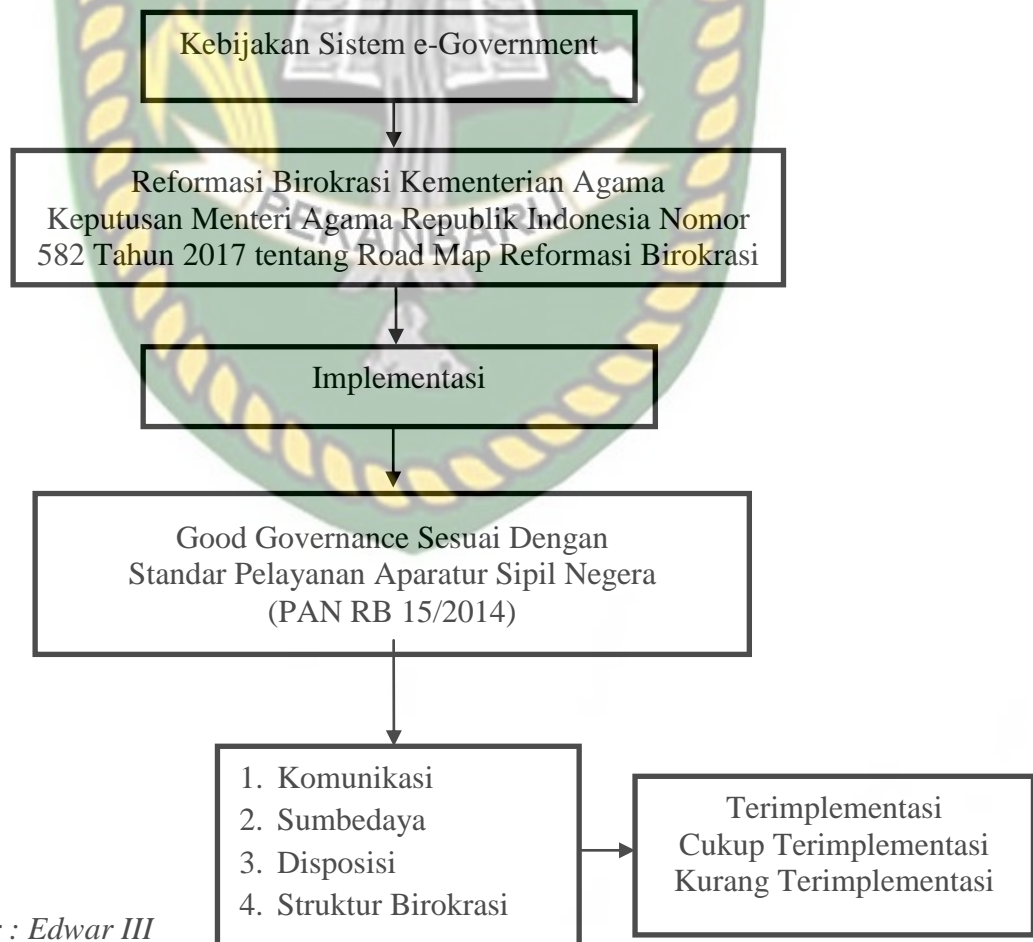 Kebijakan Sistem e-Government
Reformasi Birokrasi Kementerian Agama
Keputusan Menteri Agama Republik Indonesia Nomor
582 Tahun 2017 tentang Road Map Reformasi Birokrasi
PEKANBARU
Implementasi
Good Governance Sesuai Dengan
Standar Pelayanan Aparatur Sipil Negera
(PAN RB 15/2014)
1. Komunikasi
2. Sumbedaya
3. Disposisi
4. Struktur Birokrasi
Terimplementasi
Cukup Terimplementasi
Kurang Terimplementasi
: Edwar III